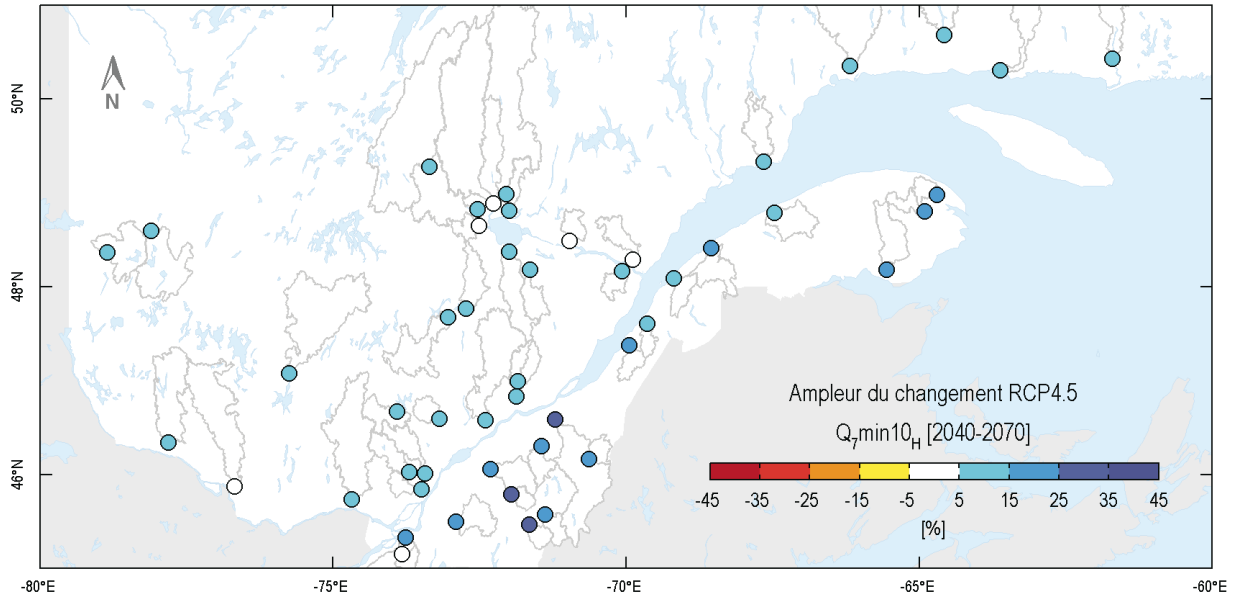 50°N
N
48°N
46°N
Ampleur du changement RCP4.5
Q7min10H [2040-2070]
-45 -35 -25 -15 -5 5 15 25 35 45
[%]
-80°E -75°E -70°E -65°E -60°E